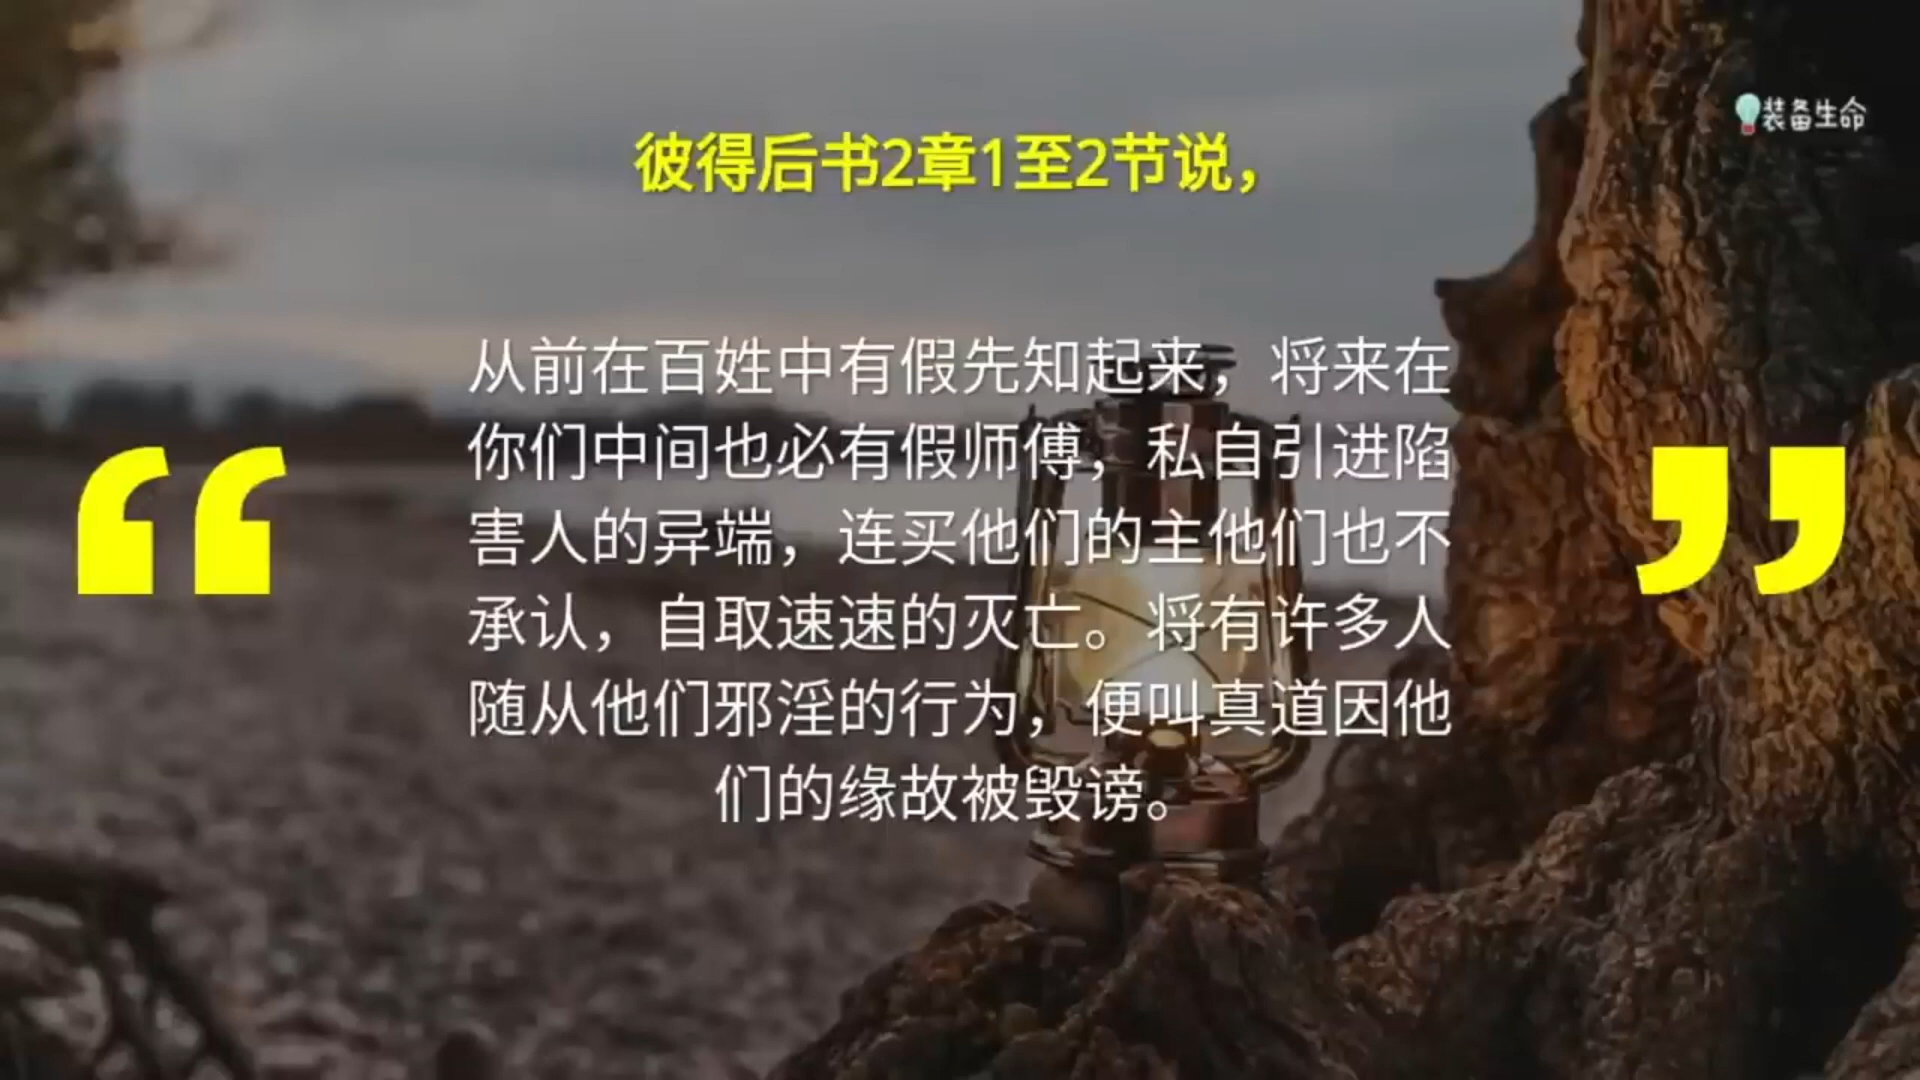 装备生命
彼得后书2章1至2节说，
“
从前在百姓中有假先知起来，将来在
你们中间也必有假师傅，私自引进陷
害人的异端，连买他们的主他们也不
承认，自取速速的灭亡。将有许多人
随从他们邪淫的行为，便叫真道因他
们的缘故被毁谤。
”